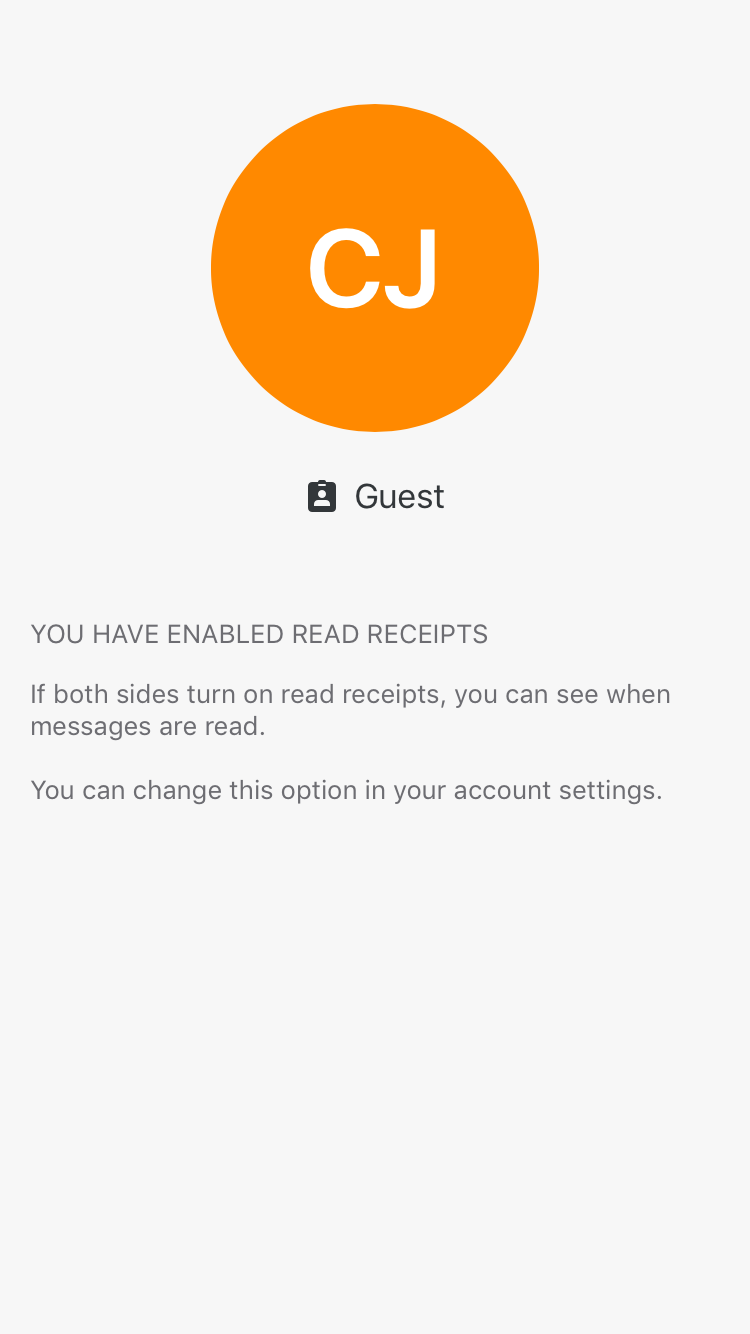 CJ
Guest
YOU HAVE ENABLED READ RECEIPTS
If both sides turn on read receipts, you can see when
messages are read.
You can change this option in your account settings.